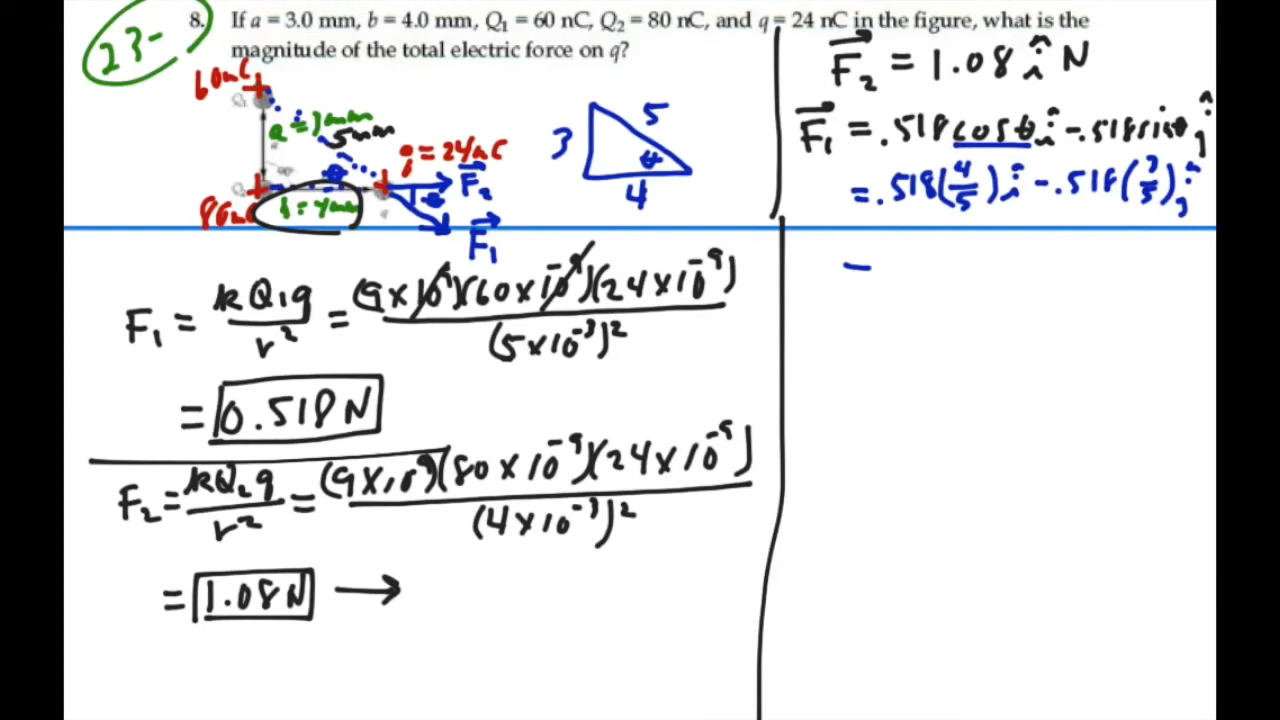 23-
8. If a = 3.0 mm, b = 4.0 mm, Q₁ = 60 nC, Q₂ = 80 nC, and q = 24 nC in the figure, what is the
magnitude of the total electric force on q?
60nC
a = 3mm
5mm
q = 24nC
θ
F₂
b = 4mm
θ
F₁
3
5
θ
4
F₁ = kQ₁q / r² = (9 × 10⁹)(60 × 10⁻⁹)(24 × 10⁻⁹) / (5 × 10⁻³)²
= 0.518 N
F₂ = kQ₂q / r² = (9 × 10⁹)(80 × 10⁻⁹)(24 × 10⁻⁹) / (4 × 10⁻³)²
= 1.08 N →
F₂ = 1.08 î N
F₁ = .518 cosθ î - .518 sinθ ĵ
= .518(4/5) î - .518(3/5) ĵ